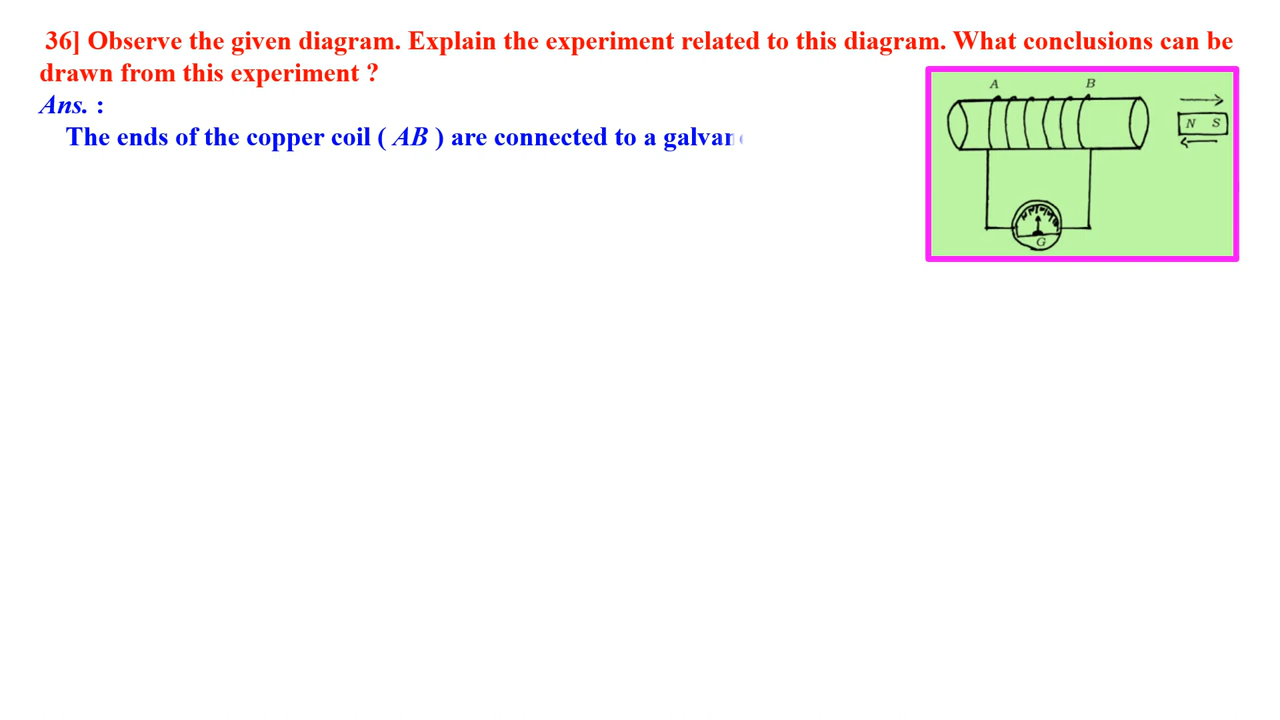 36] Observe the given diagram. Explain the experiment related to this diagram. What conclusions can be
drawn from this experiment ?
Ans. :
The ends of the copper coil ( AB ) are connected to a galvan
A B
N S
G